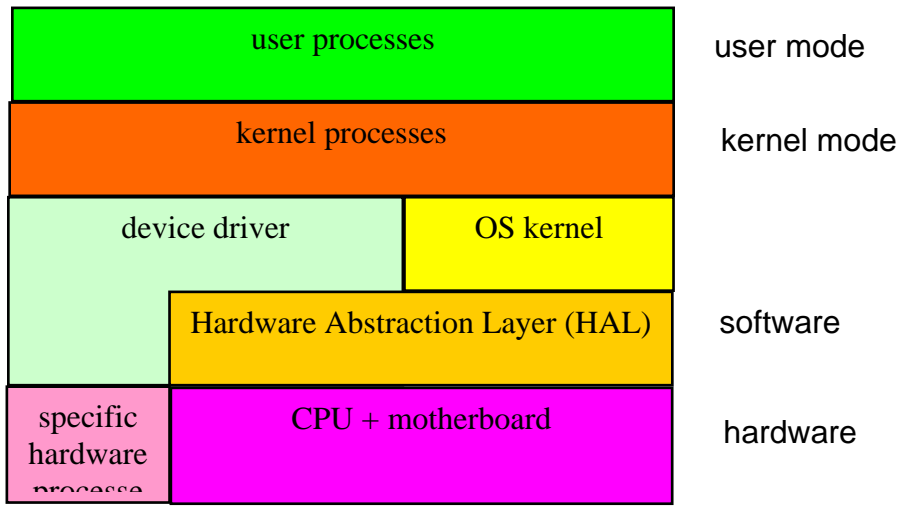 user processes
user mode
kernel processes
kernel mode
device driver
OS kernel
Hardware Abstraction Layer (HAL)
software
specific
hardware
processe
CPU + motherboard
hardware